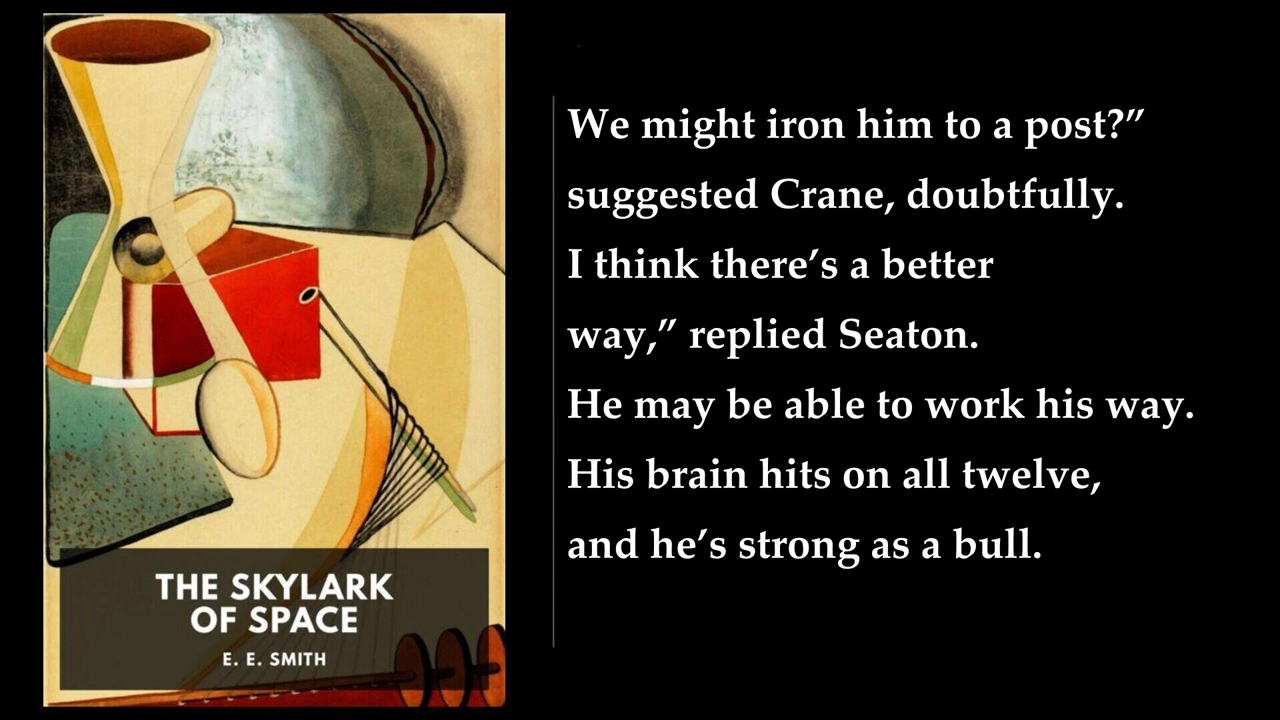 We might iron him to a post?”
suggested Crane, doubtfully.
I think there’s a better
way,” replied Seaton.
He may be able to work his way.
His brain hits on all twelve,
and he’s strong as a bull.
THE SKYLARK
OF SPACE
E. E. SMITH